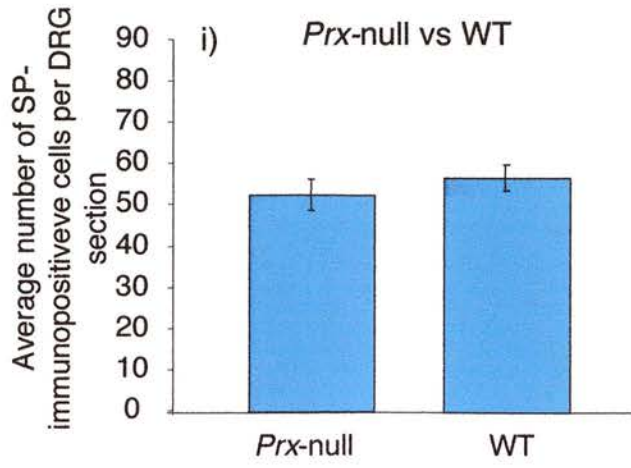 i)
Prx-null vs WT
Average number of SP-
immunopositiveve cells per DRG
section
90
80
70
60
50
40
30
20
10
0
Prx-null
WT